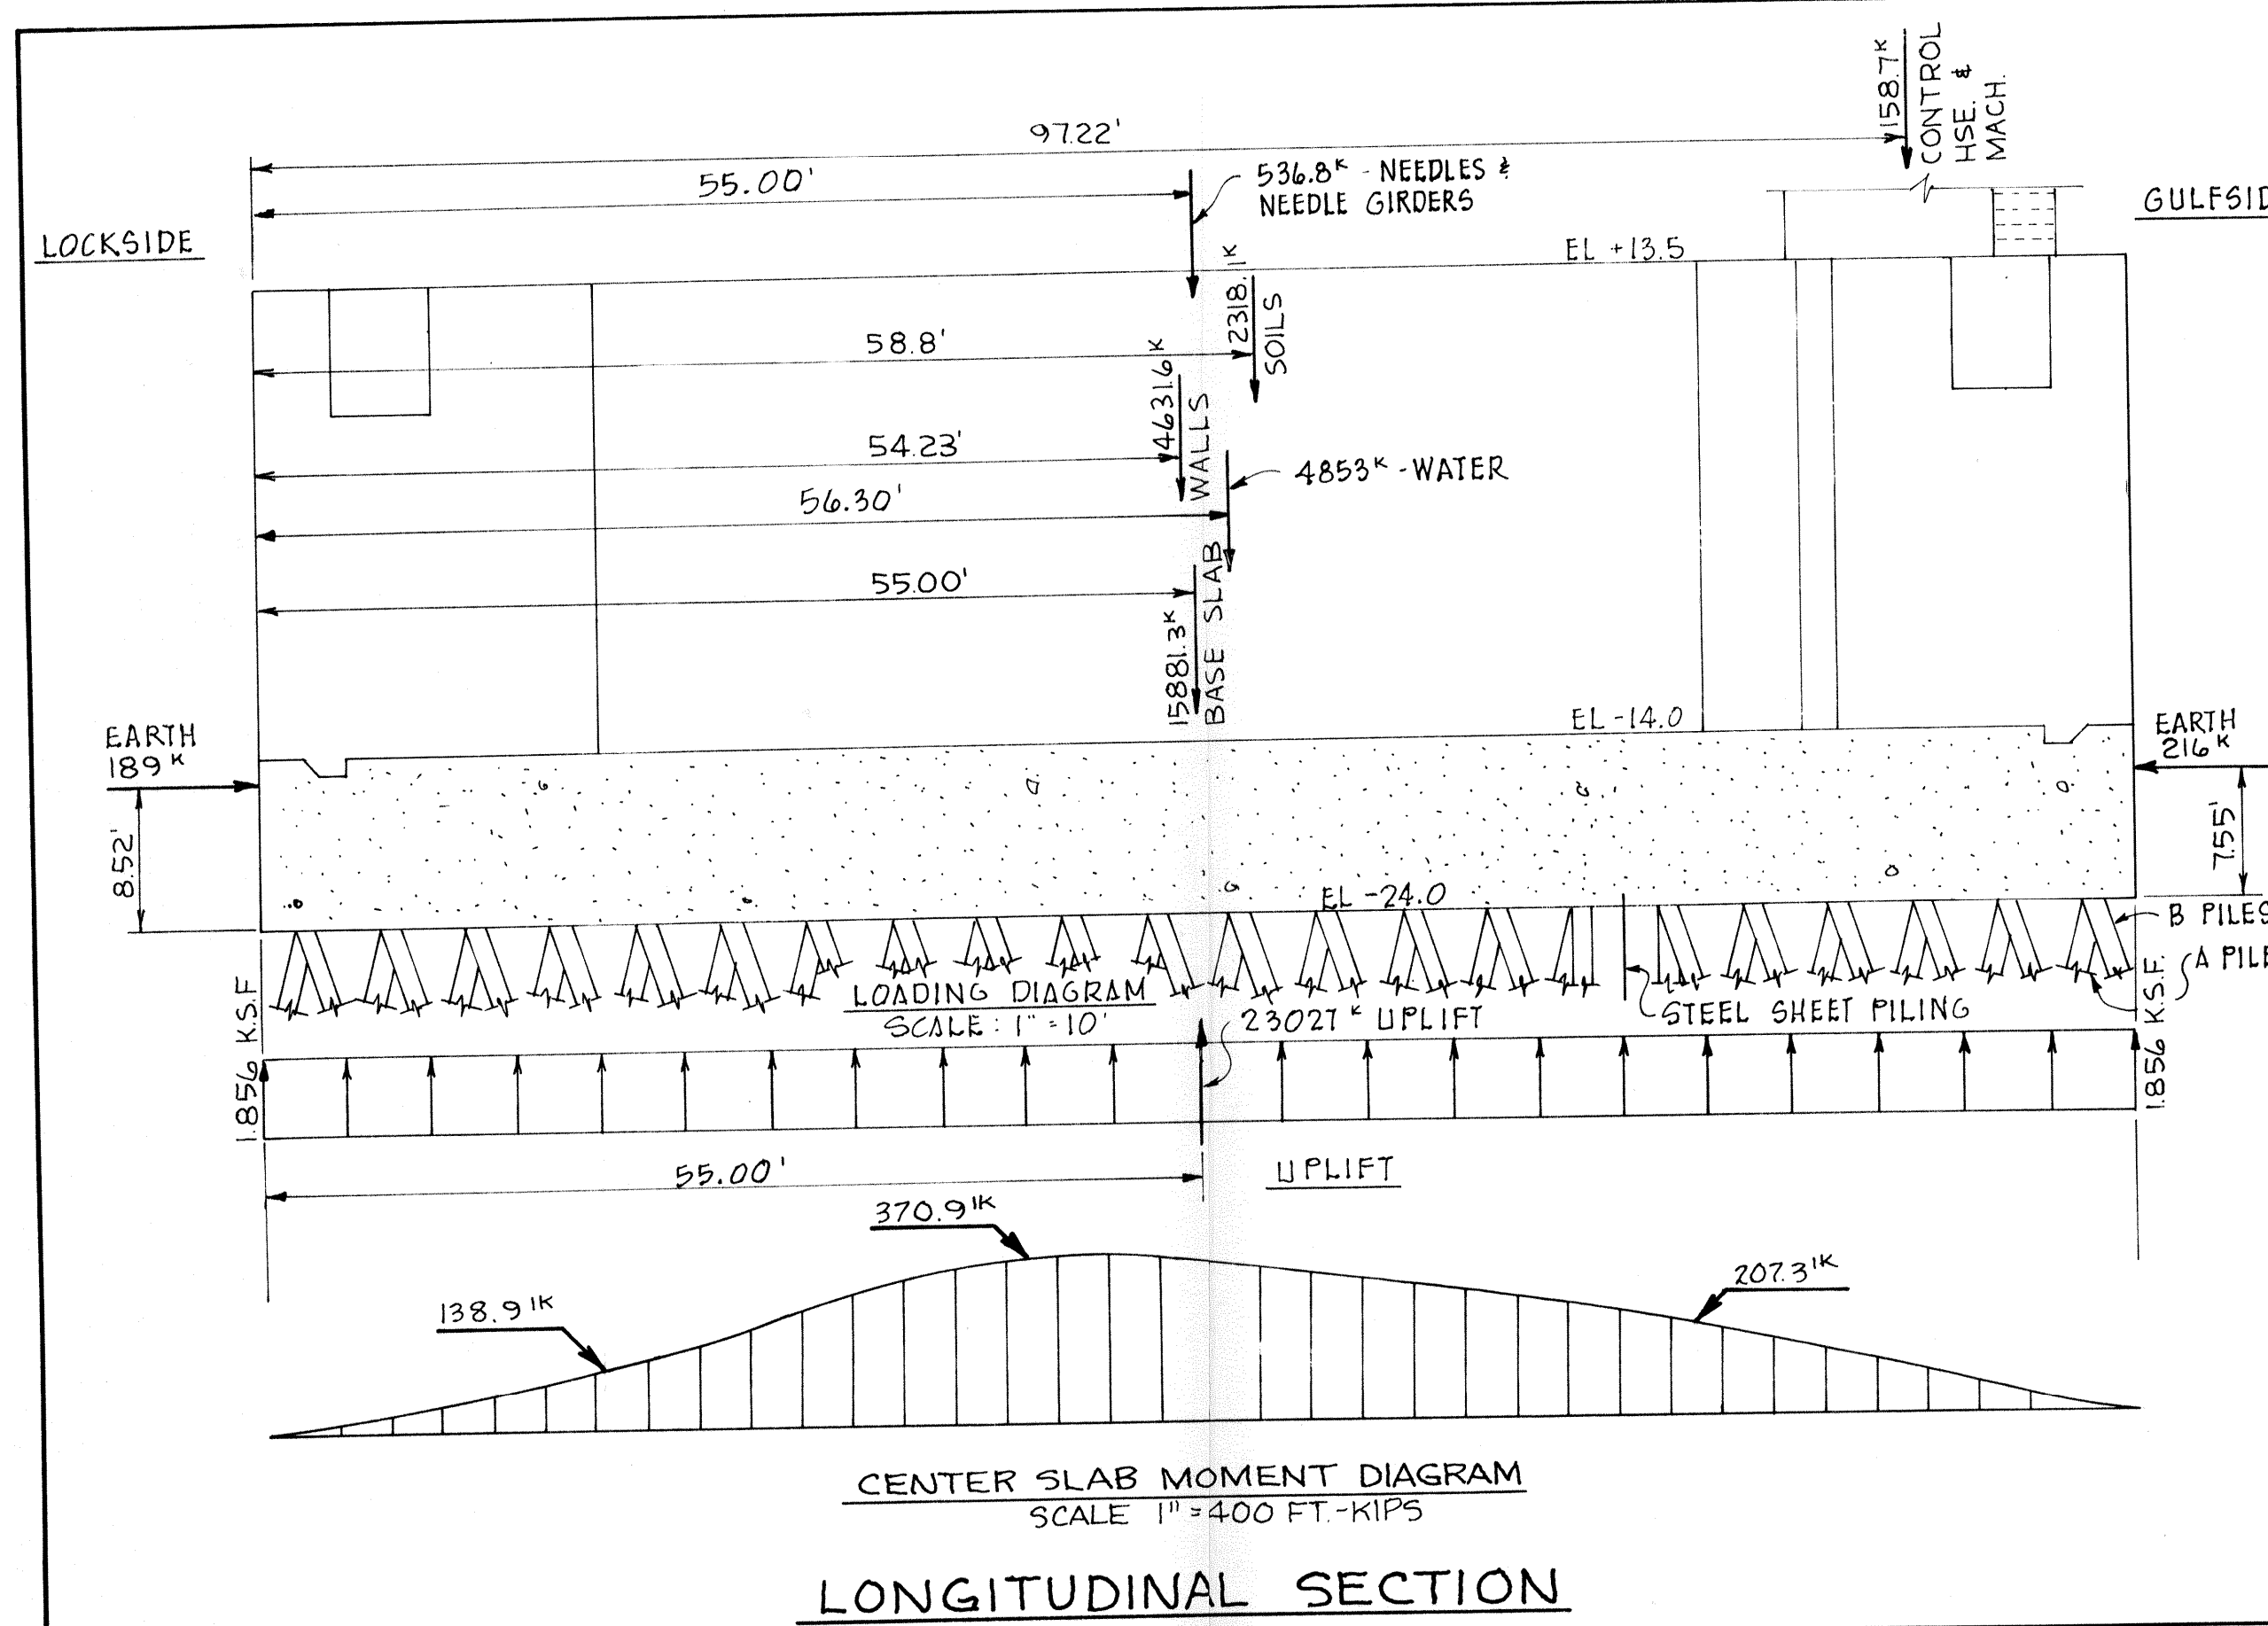 158.7K
CONTROL
HSE. &
MACH.
97.22'
55.00'
536.8K - NEEDLES &
NEEDLE GIRDERS
LOCKSIDE
GULFSID
EL +13.5
2318.1K
SOILS
58.8'
4631.6K
WALLS
54.23'
4853K - WATER
56.30'
55.00'
15881.3K
BASE SLAB
EL -14.0
EARTH
189K
EARTH
216K
8.52'
7.55'
EL -24.0
B PILES
A PILE
1.856 K.S.F
LOADING DIAGRAM
SCALE: 1" = 10'
23027K UPLIFT
STEEL SHEET PILING
1.856 K.S.F.
55.00'
UPLIFT
370.9'K
138.9'K
207.3'K
CENTER SLAB MOMENT DIAGRAM
SCALE 1" = 400 FT.-KIPS
LONGITUDINAL SECTION